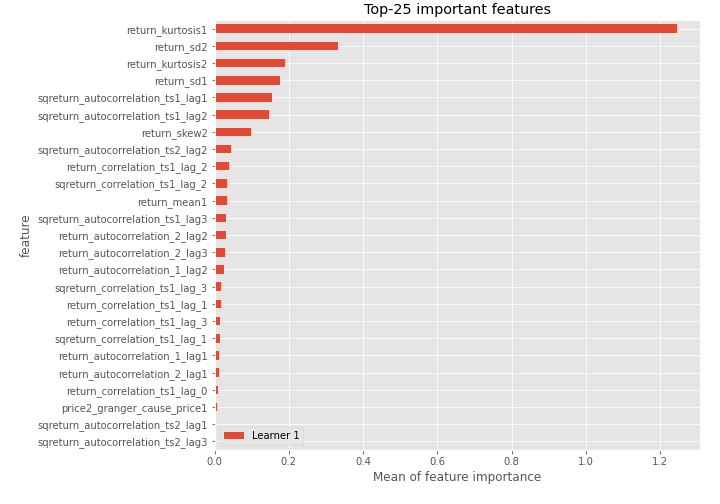 Top-25 important features
return_kurtosis1
return_sd2
return_kurtosis2
return_sd1
sqreturn_autocorrelation_ts1_lag1
sqreturn_autocorrelation_ts1_lag2
return_skew2
sqreturn_autocorrelation_ts2_lag2
return_correlation_ts1_lag_2
sqreturn_correlation_ts1_lag_2
return_mean1
sqreturn_autocorrelation_ts1_lag3
return_autocorrelation_2_lag2
return_autocorrelation_2_lag3
return_autocorrelation_1_lag2
sqreturn_correlation_ts1_lag_3
return_correlation_ts1_lag_1
return_correlation_ts1_lag_3
sqreturn_correlation_ts1_lag_1
return_autocorrelation_1_lag1
return_autocorrelation_2_lag1
return_correlation_ts1_lag_0
price2_granger_cause_price1
sqreturn_autocorrelation_ts2_lag1
sqreturn_autocorrelation_ts2_lag3
feature
Learner 1
0.0 0.2 0.4 0.6 0.8 1.0 1.2
Mean of feature importance